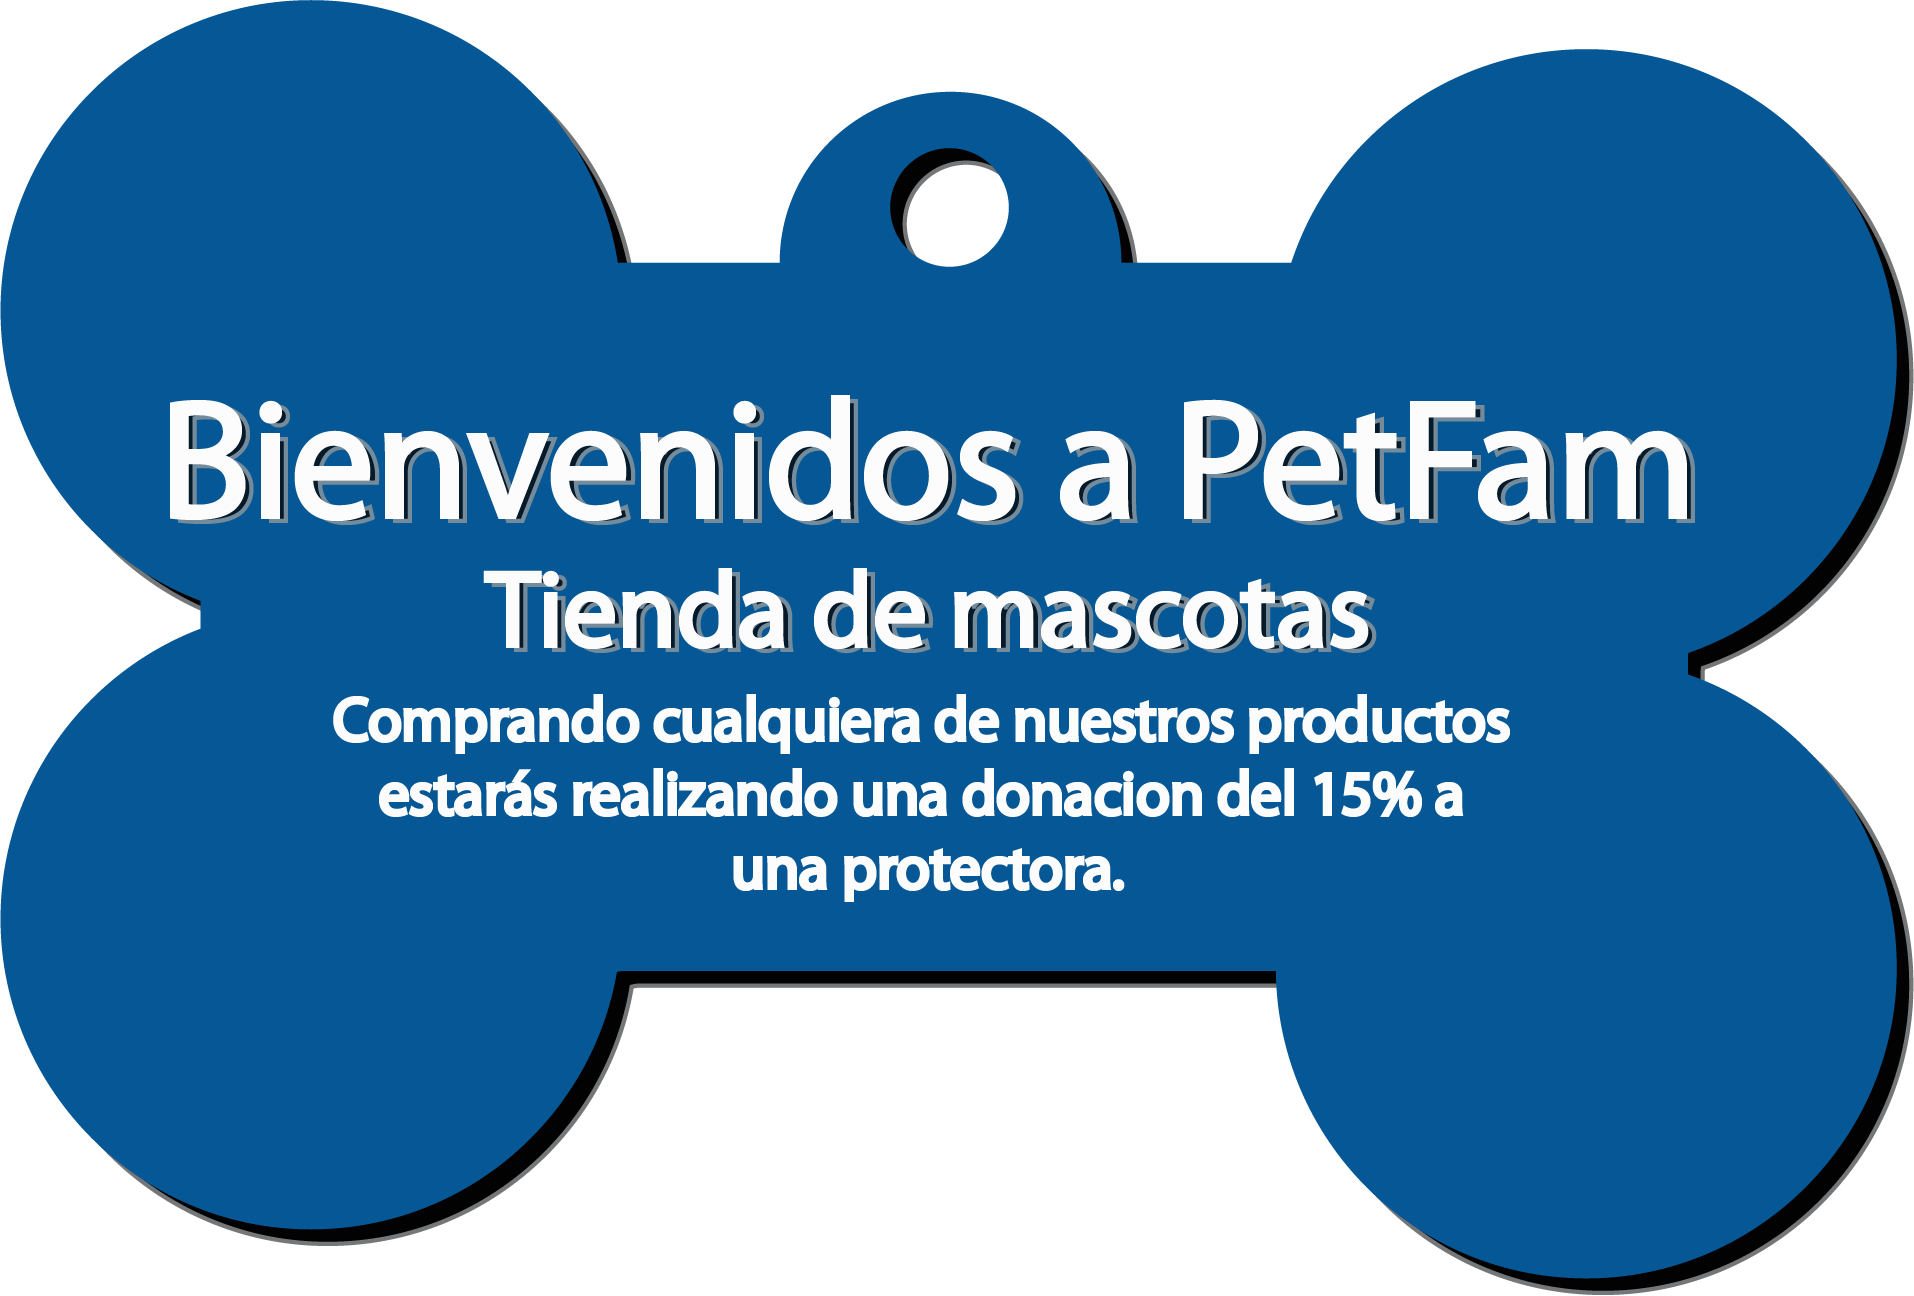 Bienvenidos a PetFam
Tienda de mascotas
Comprando cualquiera de nuestros productos
estarás realizando una donacion del 15% a
una protectora.